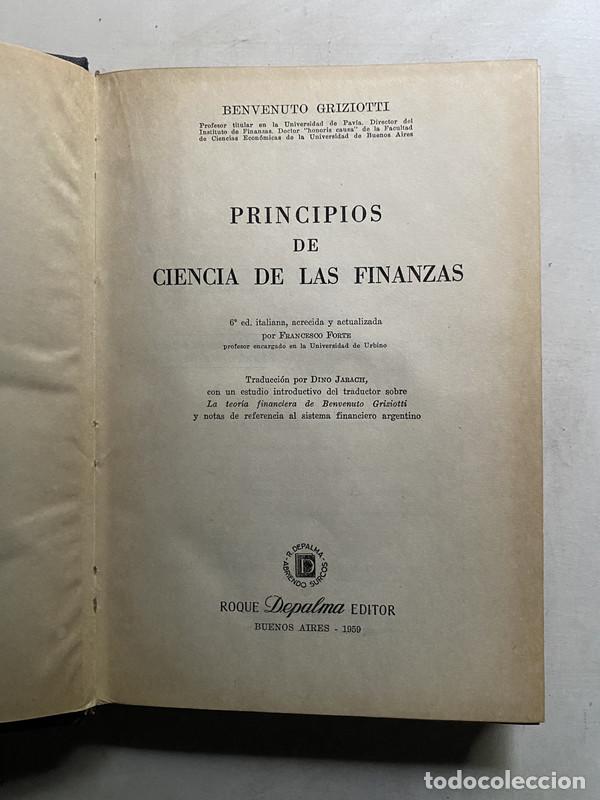 BENVENUTO GRIZIOTTI
Profesor titular en la Universidad de Pavía. Director del
Instituto de Finanzas. Doctor "honoris causa" de la Facultad
de Ciencias Económicas de la Universidad de Buenos Aires
PRINCIPIOS
DE
CIENCIA DE LAS FINANZAS
6ª ed. italiana, acrecida y actualizada
por FRANCESCO FORTE
profesor encargado en la Universidad de Urbino
Traducción por DINO JARACH,
con un estudio introductivo del traductor sobre
La teoría financiera de Benvenuto Griziotti
y notas de referencia al sistema financiero argentino
R. DEPALMA
ABRIENDO SURCOS
D
ROQUE Depalma EDITOR
BUENOS AIRES - 1959
todocoleccion